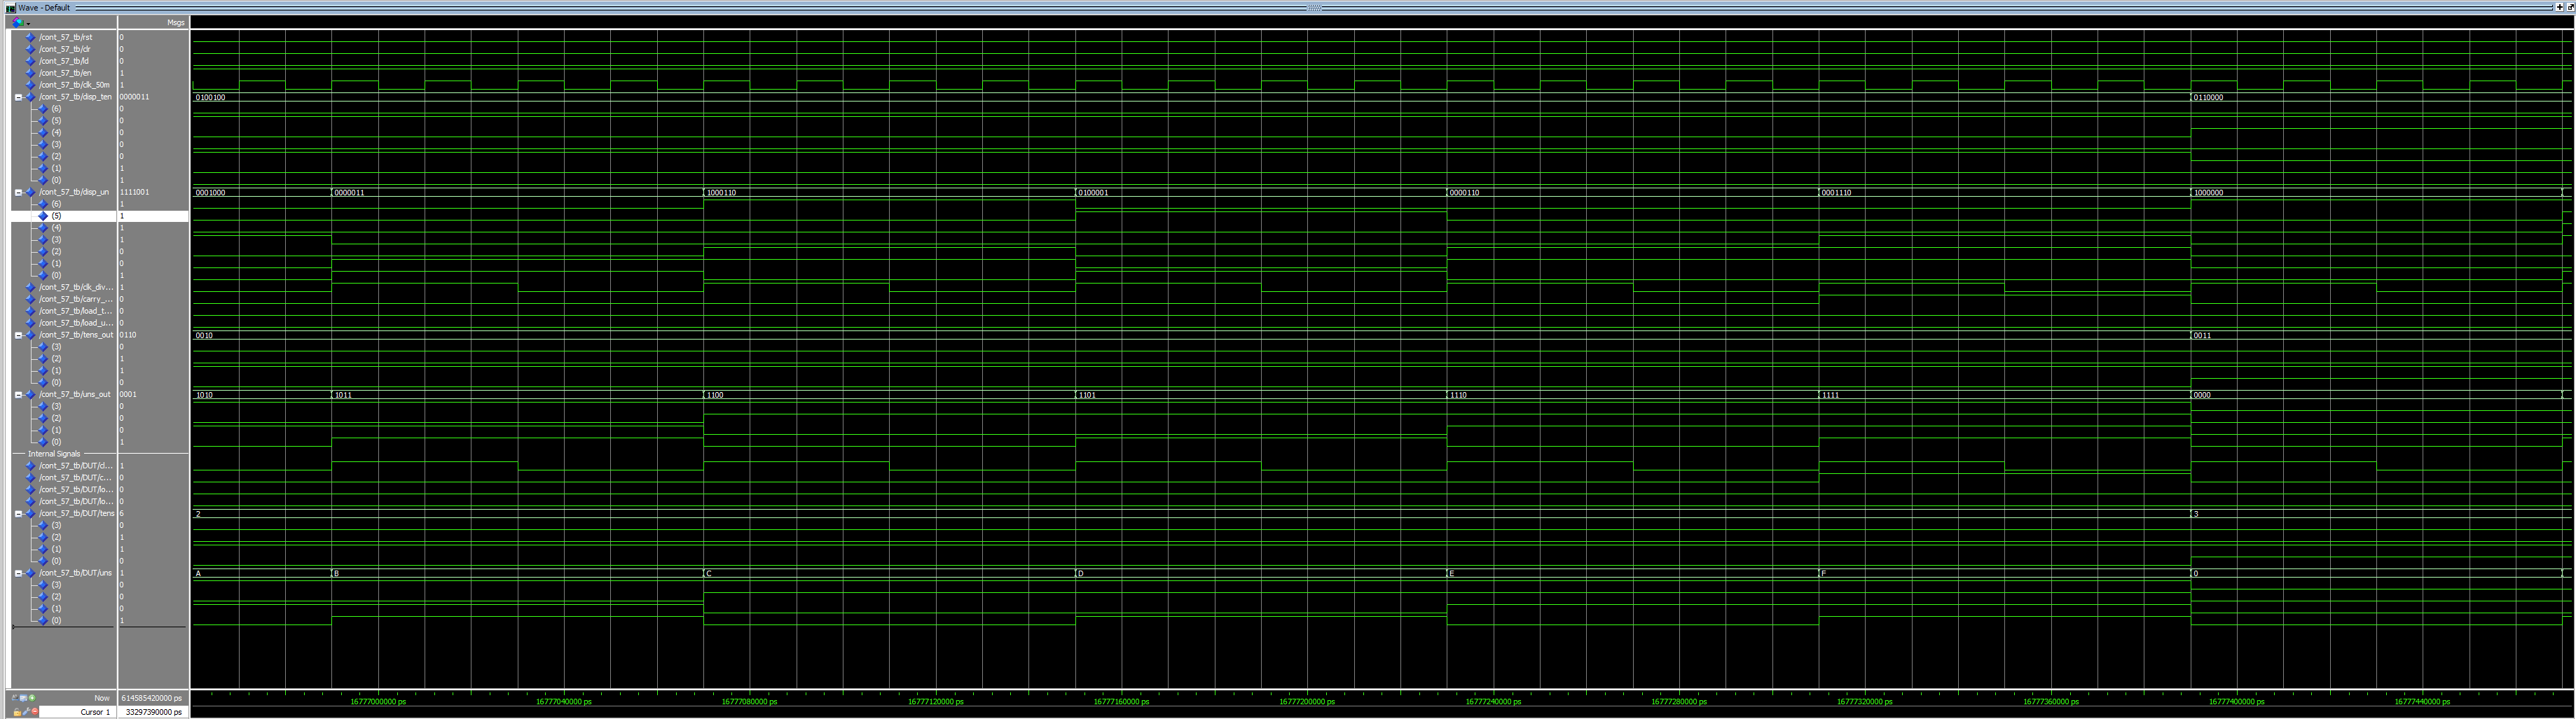 Wave - Default
Msgs
/cont_57_tb/rst 0
/cont_57_tb/clr 0
/cont_57_tb/ld 0
/cont_57_tb/en 1
/cont_57_tb/clk_50m 1
/cont_57_tb/disp_ten 0000011 0100100 0110000
(6) 0
(5) 0
(4) 0
(3) 0
(2) 0
(1) 1
(0) 1
/cont_57_tb/disp_un 1111001 0001000 0000011 1000110 0100001 0000110 0001110 1000000
(6) 1
(5) 1
(4) 1
(3) 1
(2) 0
(1) 0
(0) 1
/cont_57_tb/clk_div... 1
/cont_57_tb/carry_... 0
/cont_57_tb/load_t... 0
/cont_57_tb/load_u... 0
/cont_57_tb/tens_out 0110 0010 0011
(3) 0
(2) 1
(1) 1
(0) 0
/cont_57_tb/uns_out 0001 1010 1011 1100 1101 1110 1111 0000
(3) 0
(2) 0
(1) 0
(0) 1
Internal Signals
/cont_57_tb/DUT/cl... 1
/cont_57_tb/DUT/c... 0
/cont_57_tb/DUT/lo... 0
/cont_57_tb/DUT/lo... 0
/cont_57_tb/DUT/tens 6 2 3
(3) 0
(2) 1
(1) 1
(0) 0
/cont_57_tb/DUT/uns 1 A B C D E F 0
(3) 0
(2) 0
(1) 0
(0) 1
Now 614585420000 ps
16777000000 ps 16777040000 ps 16777080000 ps 16777120000 ps 16777160000 ps 16777200000 ps 16777240000 ps 16777280000 ps 16777320000 ps 16777360000 ps 16777400000 ps 16777440000 ps
Cursor 1 33297390000 ps